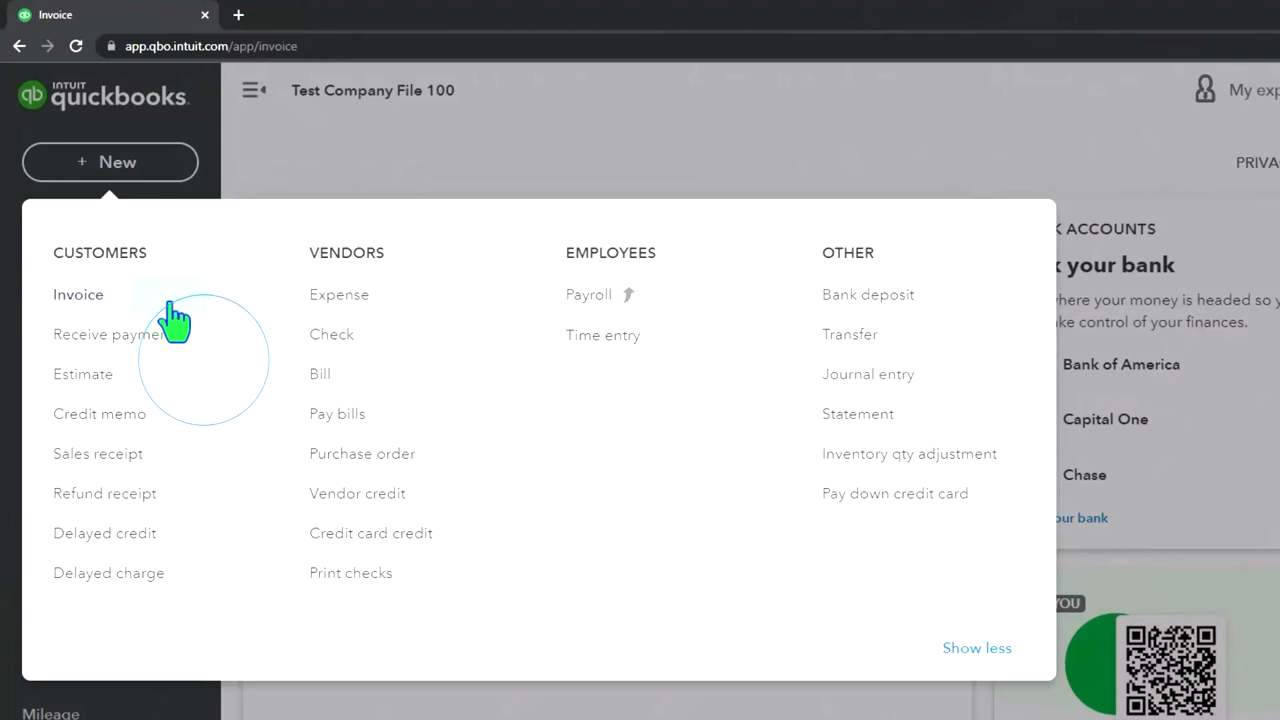 Invoice
app.qbo.intuit.com/app/invoice
INTUIT
quickbooks.
Test Company File 100
My exp
+ New
PRIVA
CUSTOMERS
Invoice
Receive paymen
Estimate
Credit memo
Sales receipt
Refund receipt
Delayed credit
Delayed charge
VENDORS
Expense
Check
Bill
Pay bills
Purchase order
Vendor credit
Credit card credit
Print checks
EMPLOYEES
Payroll
Time entry
OTHER
Bank deposit
Transfer
Journal entry
Statement
Inventory qty adjustment
Pay down credit card
Show less
K ACCOUNTS
k your bank
where your money is headed so y
ke control of your finances.
Bank of America
Capital One
Chase
our bank
YOU
Mileage